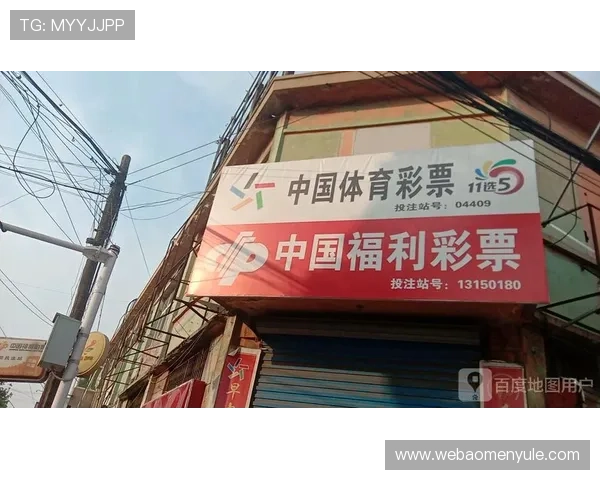 TG: MYYJJPP
中国体育彩票 11选5
投注站号：04409
中国福利彩票
投注站号：13150180
百度地图用户
www.webaomenyule.com